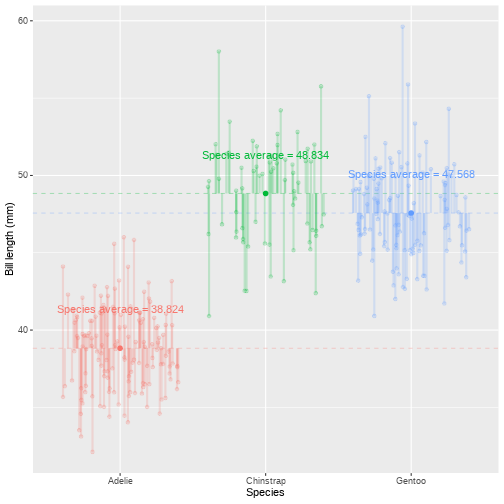 60
Species average = 48.834
Species average = 47.568
50
Species average = 38.824
40
Bill length (mm)
Adelie
Chinstrap
Gentoo
Species